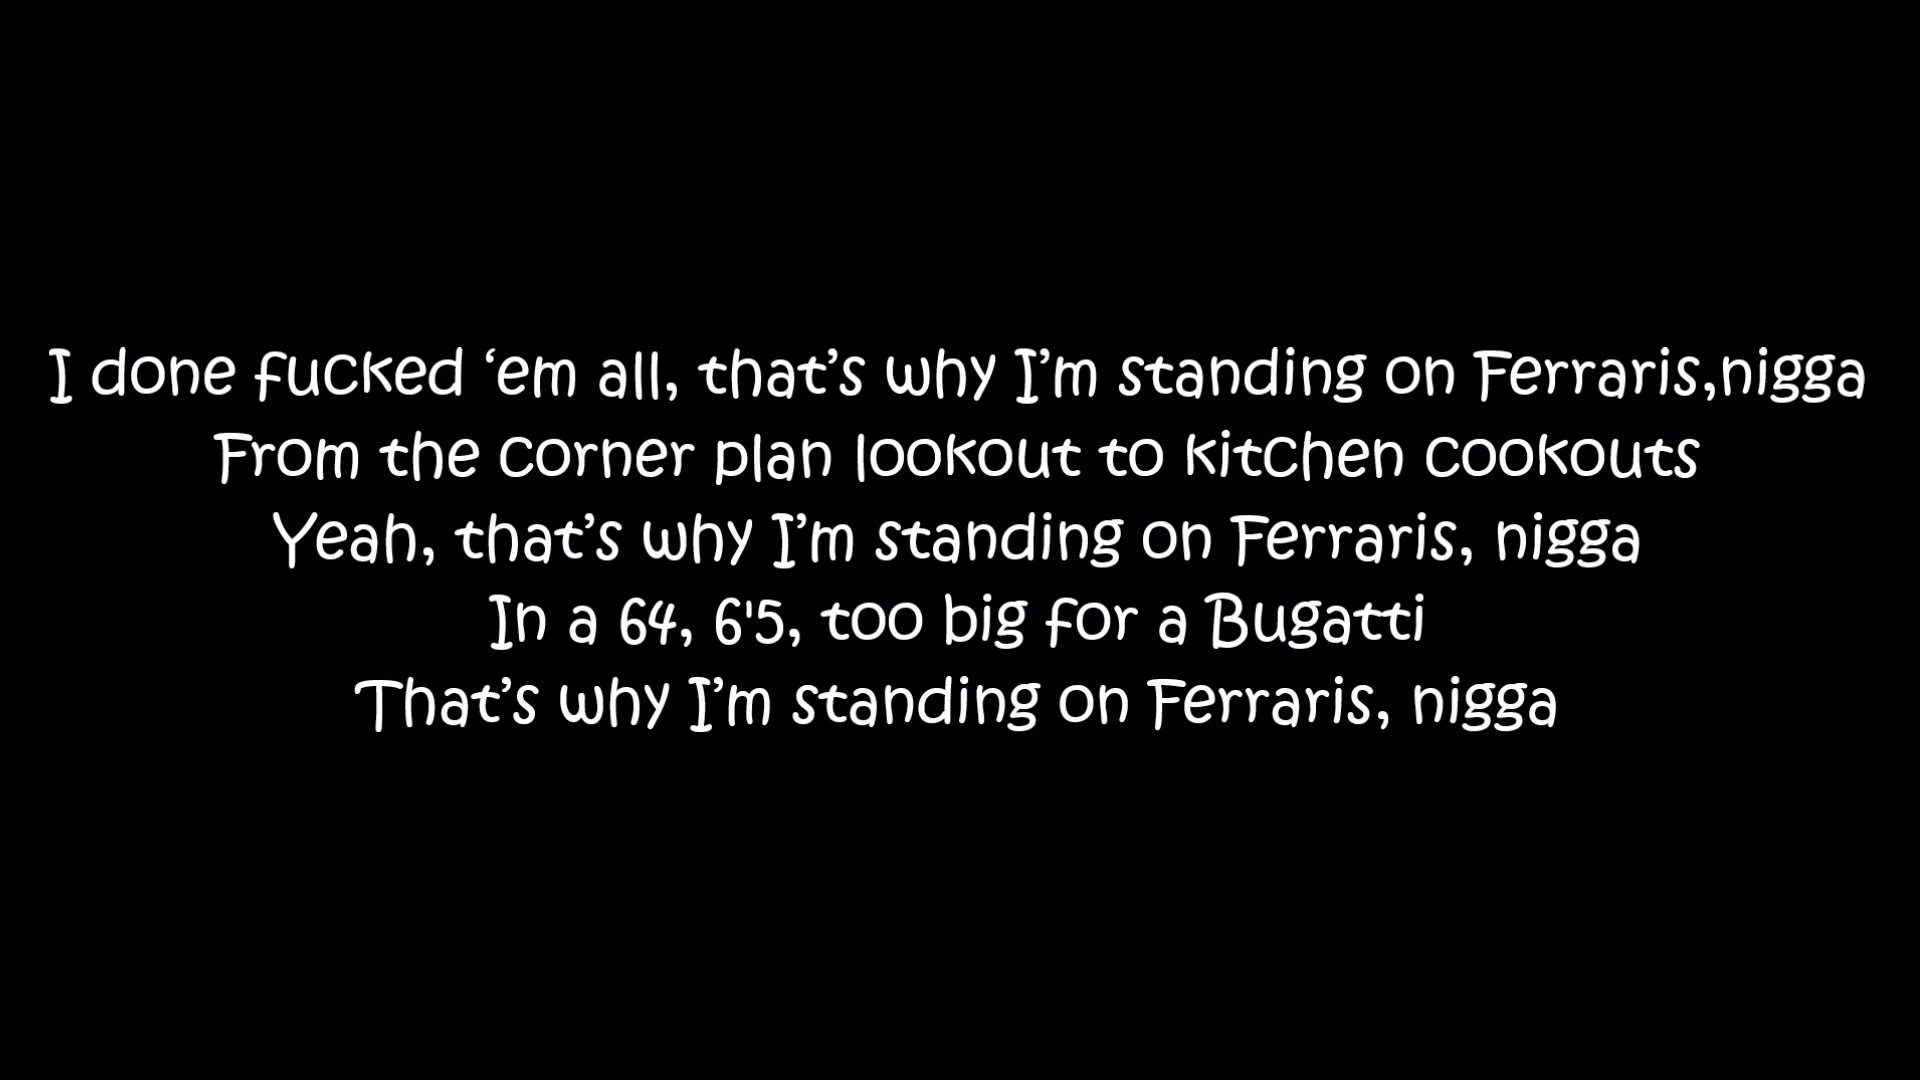 I done fucked ‘em all, that’s why I’m standing on Ferraris,nigga
From the corner plan lookout to kitchen cookouts
Yeah, that’s why I’m standing on Ferraris, nigga
In a 64, 6'5, too big for a Bugatti
That’s why I’m standing on Ferraris, nigga